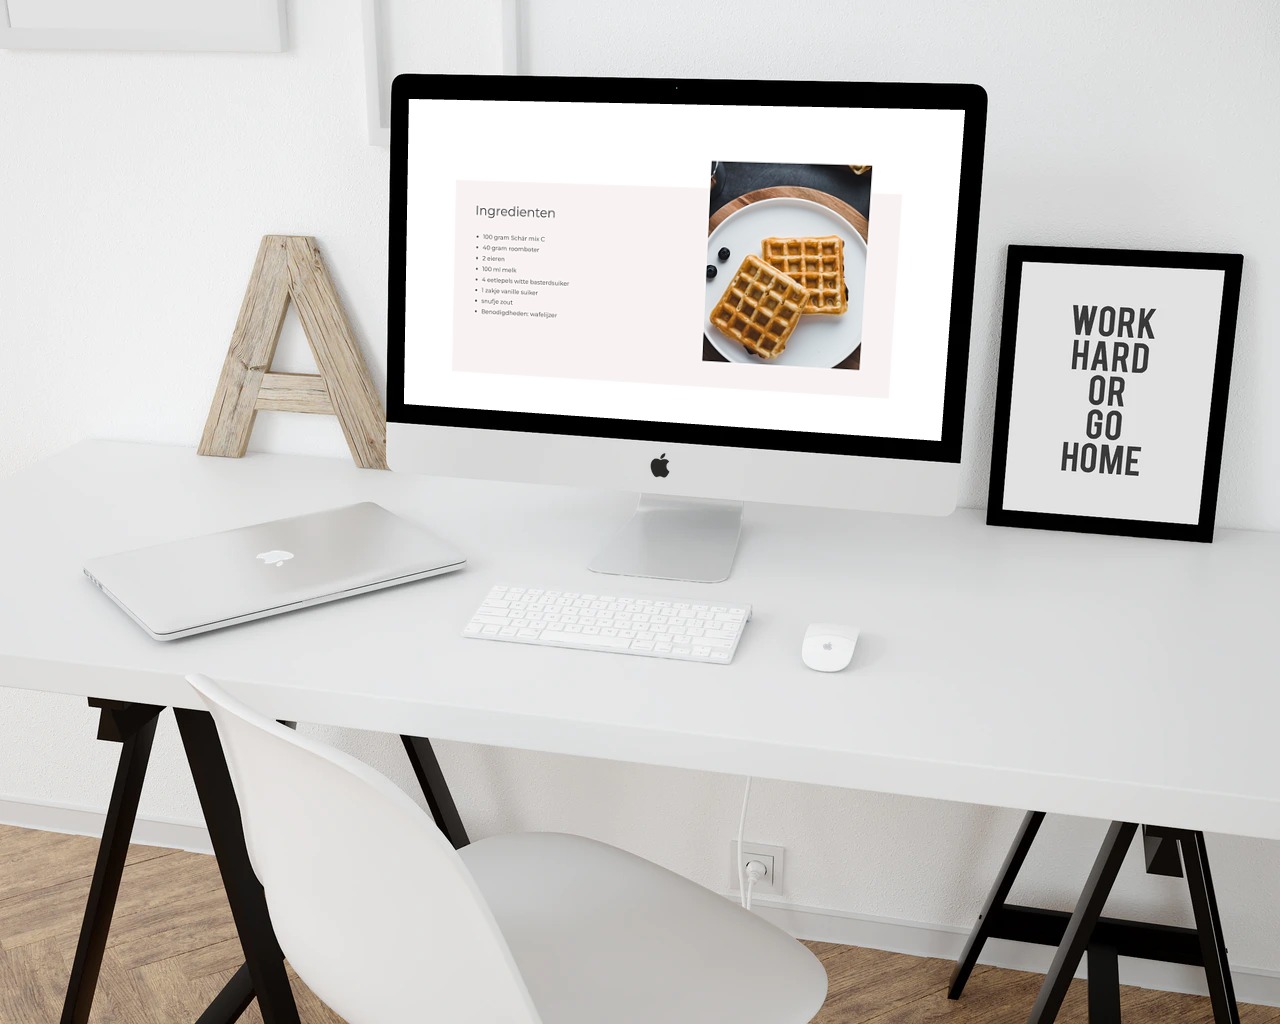 Ingredienten
100 gram Schär mix C
40 gram roomboter
2 eieren
100 ml melk
4 eetlepels witte basterdsuiker
1 zakje vanille suiker
snufje zout
Benodigdheden: wafelijzer
WORK
HARD
OR
GO
HOME
A